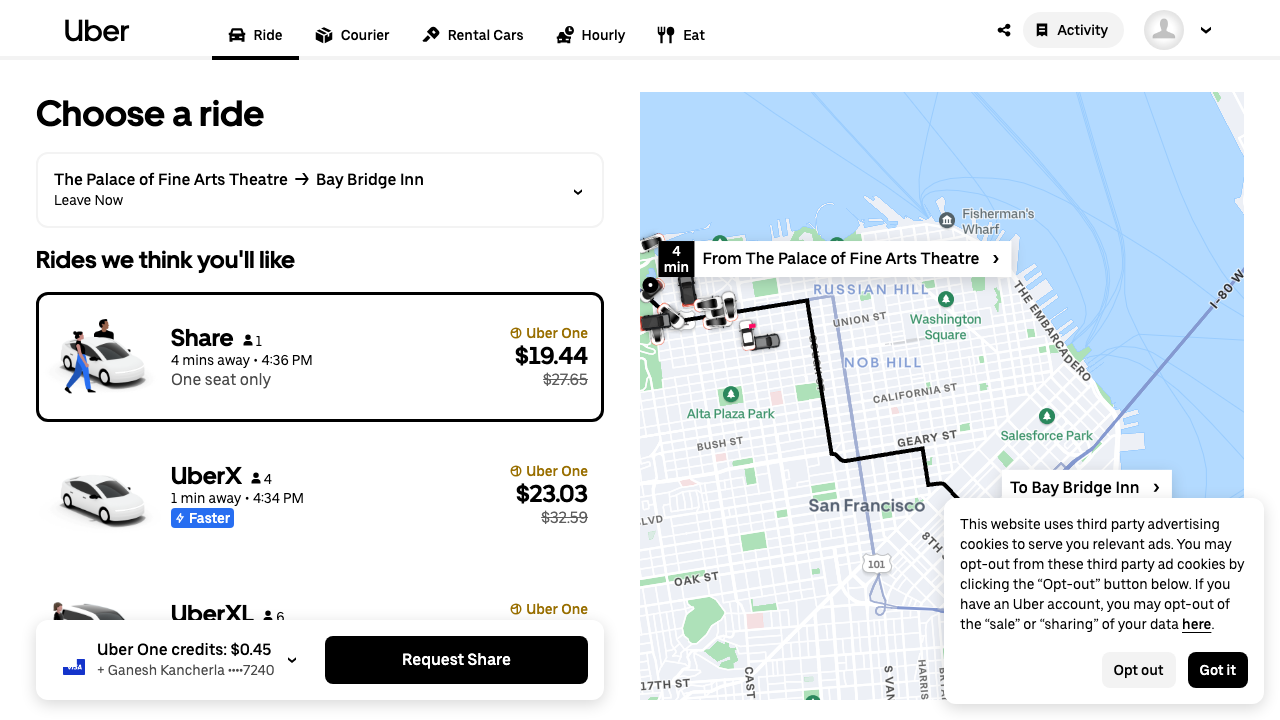 Uber
Ride
Courier
Rental Cars
Hourly
Eat
Activity
Choose a ride
The Palace of Fine Arts Theatre → Bay Bridge Inn
Leave Now
Rides we think you'll like
Share 1
4 mins away • 4:36 PM
One seat only
Uber One
$19.44
$27.65
UberX 4
1 min away • 4:34 PM
Faster
Uber One
$23.03
$32.59
UberXL 6
Uber One
Uber One credits: $0.45
VISA
+ Ganesh Kancherla ••••7240
Request Share
Fisherman's
Wharf
4
min
From The Palace of Fine Arts Theatre
RUSSIAN HILL
THE EMBARCADERO
I-80 W
UNION ST
Washington
Square
NOB HILL
CALIFORNIA ST
Alta Plaza Park
BUSH ST
GEARY ST
Salesforce Park
To Bay Bridge Inn
San Francisco
LVD
8TH
101
OAK ST
17TH ST
CAST
S VAN
HARRIS
This website uses third party advertising
cookies to serve you relevant ads. You may
opt-out from these third party ad cookies by
clicking the “Opt-out” button below. If you
have an Uber account, you may opt-out of
the “sale” or “sharing” of your data here.
Opt out
Got it